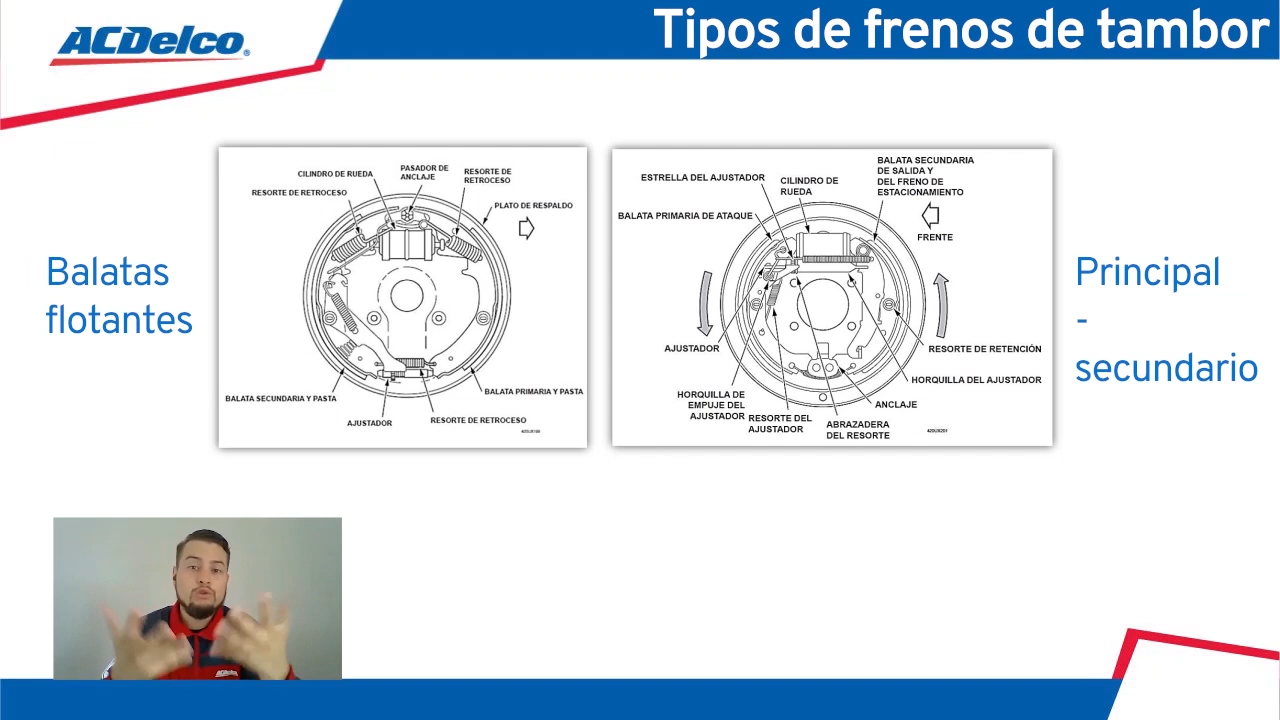 ACDelco®
Tipos de frenos de tambor
Balatas
flotantes
CILINDRO DE RUEDA
PASADOR DE
ANCLAJE
RESORTE DE
RETROCESO
RESORTE DE RETROCESO
PLATO DE RESPALDO
BALATA SECUNDARIA Y PASTA
BALATA PRIMARIA Y PASTA
AJUSTADOR
RESORTE DE RETROCESO
ESTRELLA DEL AJUSTADOR
CILINDRO DE
RUEDA
BALATA SECUNDARIA
DE SALIDA Y
DEL FRENO DE
ESTACIONAMIENTO
BALATA PRIMARIA DE ATAQUE
FRENTE
AJUSTADOR
RESORTE DE RETENCIÓN
HORQUILLA DEL AJUSTADOR
HORQUILLA DE
EMPUJE DEL
AJUSTADOR
RESORTE DEL
AJUSTADOR
ANCLAJE
ABRAZADERA
DEL RESORTE
Principal
-
secundario
ACDelco